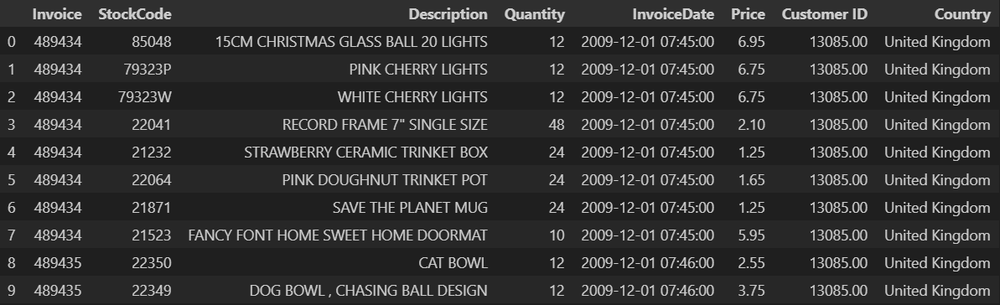 Invoice StockCode Description Quantity InvoiceDate Price Customer ID Country
0 489434 85048 15CM CHRISTMAS GLASS BALL 20 LIGHTS 12 2009-12-01 07:45:00 6.95 13085.00 United Kingdom
1 489434 79323P PINK CHERRY LIGHTS 12 2009-12-01 07:45:00 6.75 13085.00 United Kingdom
2 489434 79323W WHITE CHERRY LIGHTS 12 2009-12-01 07:45:00 6.75 13085.00 United Kingdom
3 489434 22041 RECORD FRAME 7" SINGLE SIZE 48 2009-12-01 07:45:00 2.10 13085.00 United Kingdom
4 489434 21232 STRAWBERRY CERAMIC TRINKET BOX 24 2009-12-01 07:45:00 1.25 13085.00 United Kingdom
5 489434 22064 PINK DOUGHNUT TRINKET POT 24 2009-12-01 07:45:00 1.65 13085.00 United Kingdom
6 489434 21871 SAVE THE PLANET MUG 24 2009-12-01 07:45:00 1.25 13085.00 United Kingdom
7 489434 21523 FANCY FONT HOME SWEET HOME DOORMAT 10 2009-12-01 07:45:00 5.95 13085.00 United Kingdom
8 489435 22350 CAT BOWL 12 2009-12-01 07:46:00 2.55 13085.00 United Kingdom
9 489435 22349 DOG BOWL , CHASING BALL DESIGN 12 2009-12-01 07:46:00 3.75 13085.00 United Kingdom